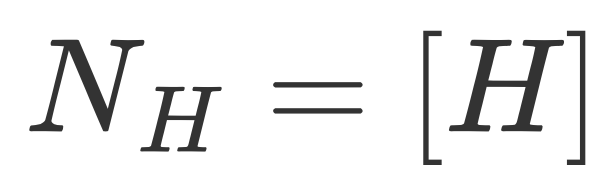 N_H = [H]